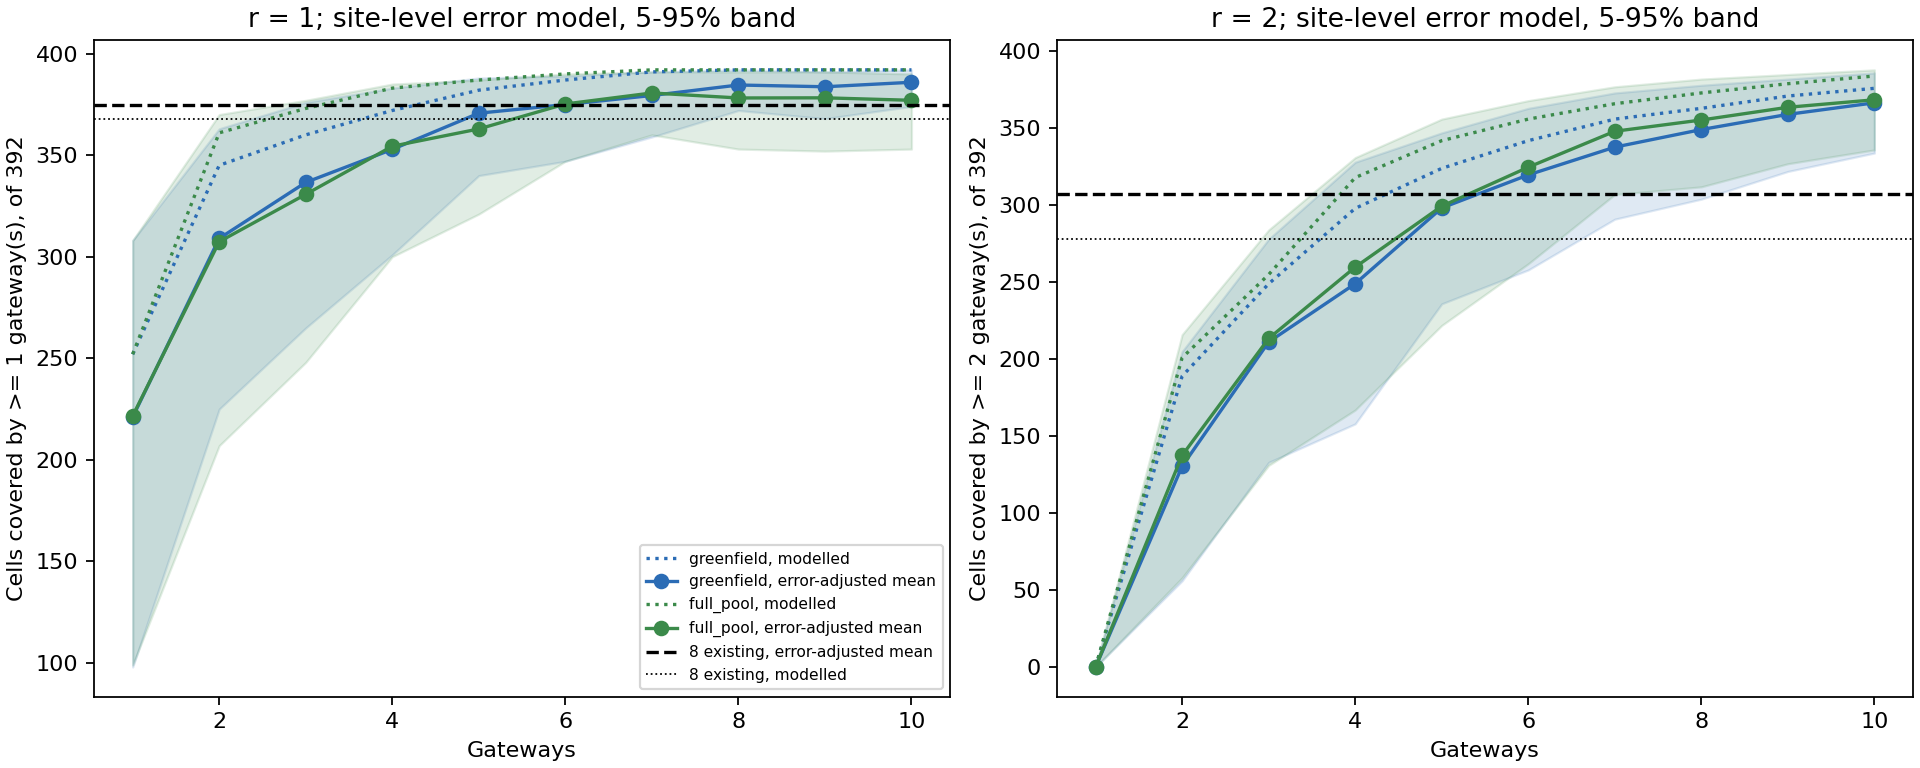 r = 1; site-level error model, 5-95% band
Cells covered by >= 1 gateway(s), of 392
400
350
300
250
200
150
100
2
4
6
8
10
Gateways
greenfield, modelled
greenfield, error-adjusted mean
full_pool, modelled
full_pool, error-adjusted mean
8 existing, error-adjusted mean
8 existing, modelled
r = 2; site-level error model, 5-95% band
Cells covered by >= 2 gateway(s), of 392
400
350
300
250
200
150
100
50
0
2
4
6
8
10
Gateways